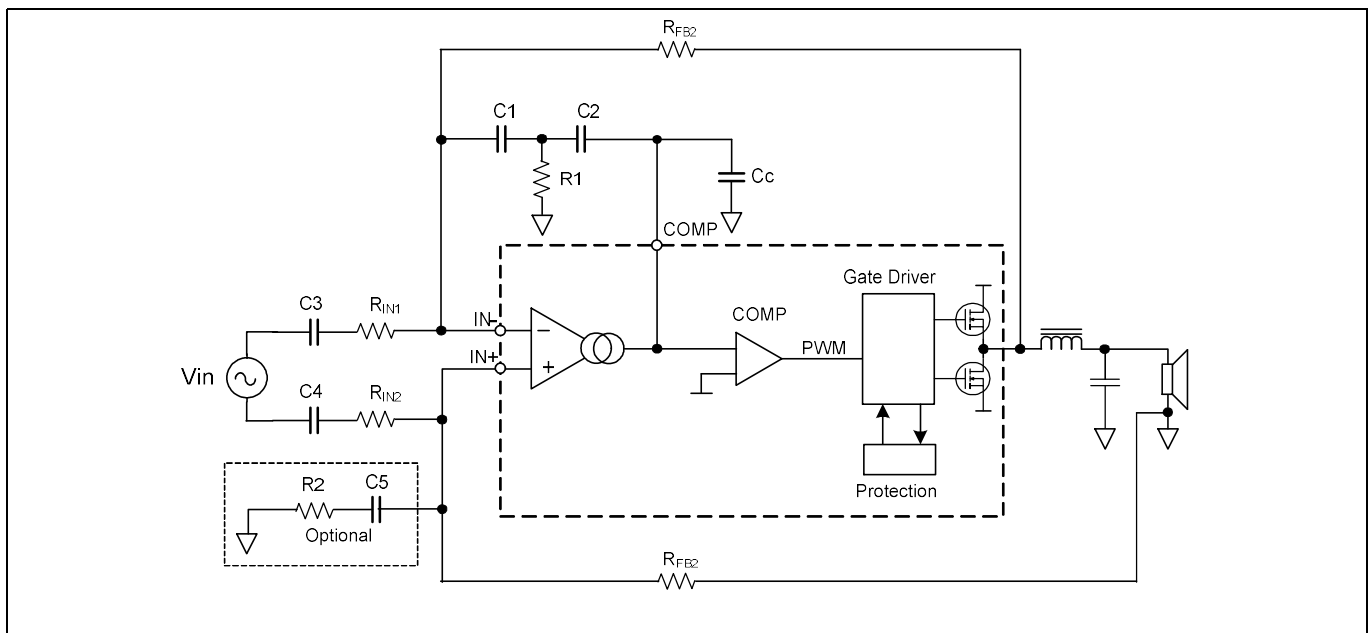 RFB2
C1
C2
R1
Cc
COMP
Gate Driver
C3
RIN1
IN-
COMP
IN+
PWM
Vin
C4
RIN2
R2
C5
Optional
Protection
RFB2